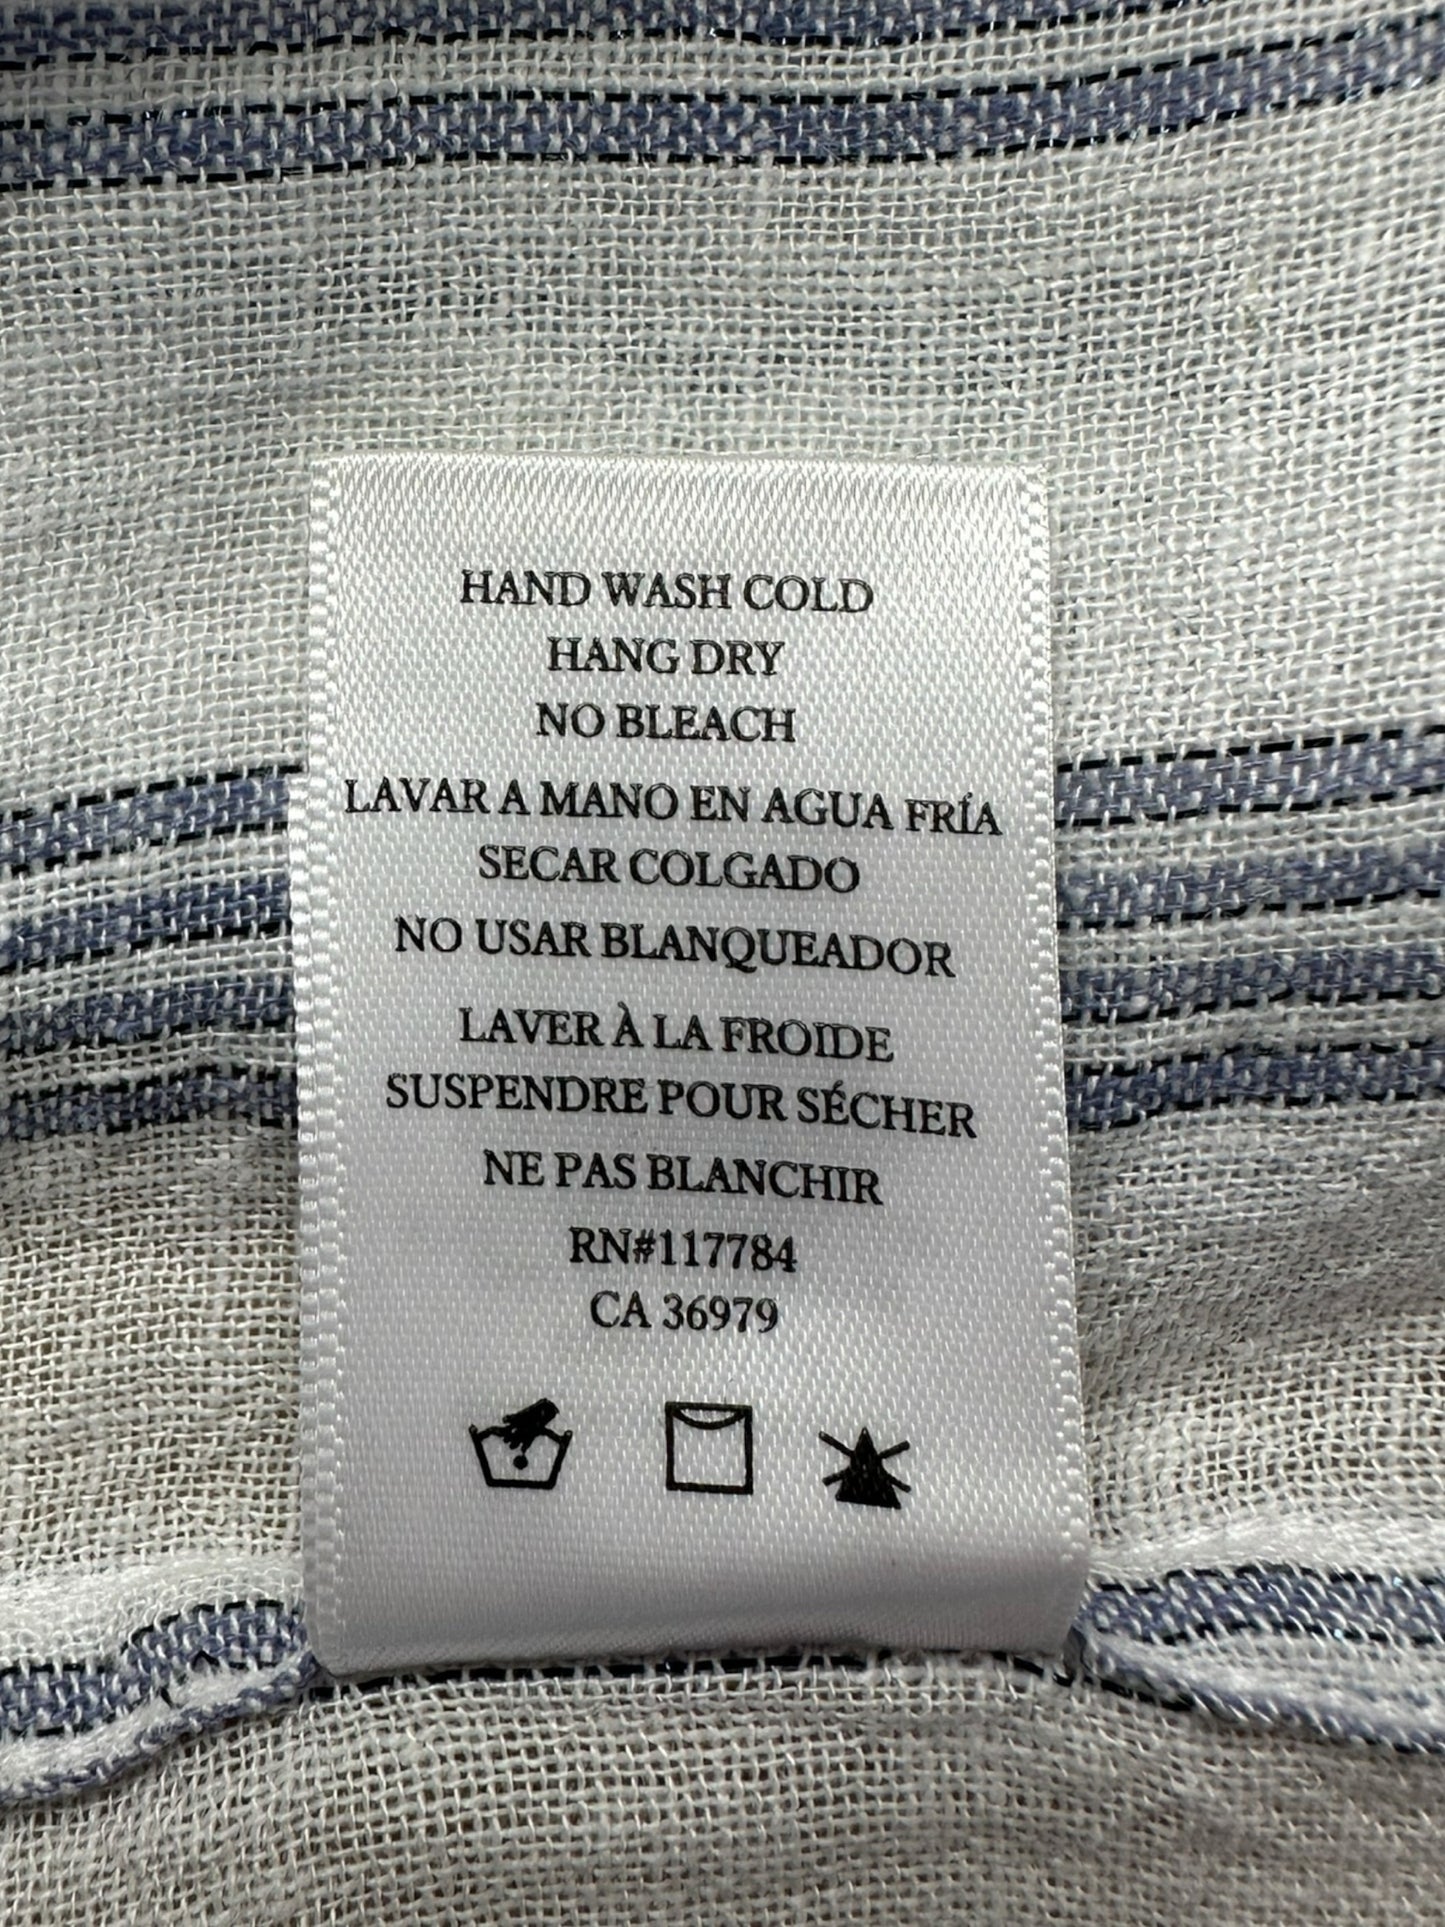 HAND WASH COLD
HANG DRY
NO BLEACH
LAVAR A MANO EN AGUA FRÍA
SECAR COLGADO
NO USAR BLANQUEADOR
LAVER À LA FROIDE
SUSPENDRE POUR SÉCHER
NE PAS BLANCHIR
RN#117784
CA 36979